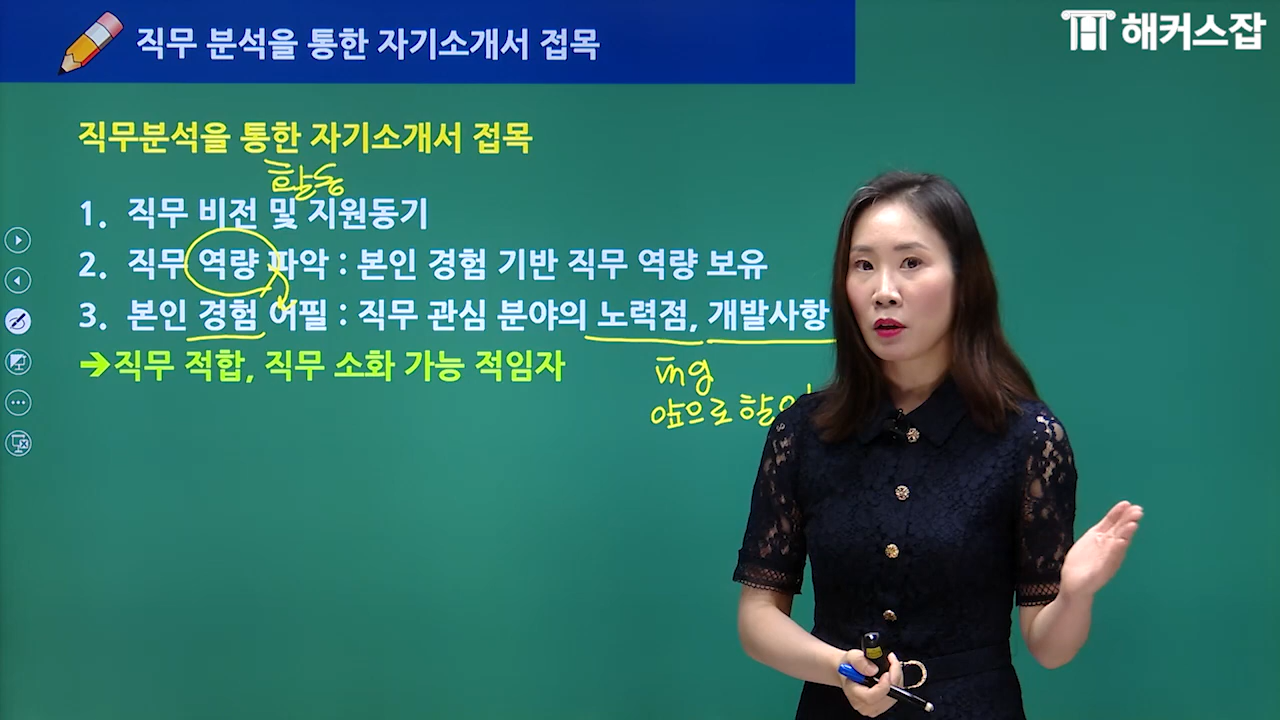 직무 분석을 통한 자기소개서 접목
해커스잡
직무분석을 통한 자기소개서 접목
활동
1. 직무 비전 및 지원동기
2. 직무 역량 파악 : 본인 경험 기반 직무 역량 보유
3. 본인 경험 어필 : 직무 관심 분야의 노력점, 개발사항
➔직무 적합, 직무 소화 가능 적임자
ing
앞으로